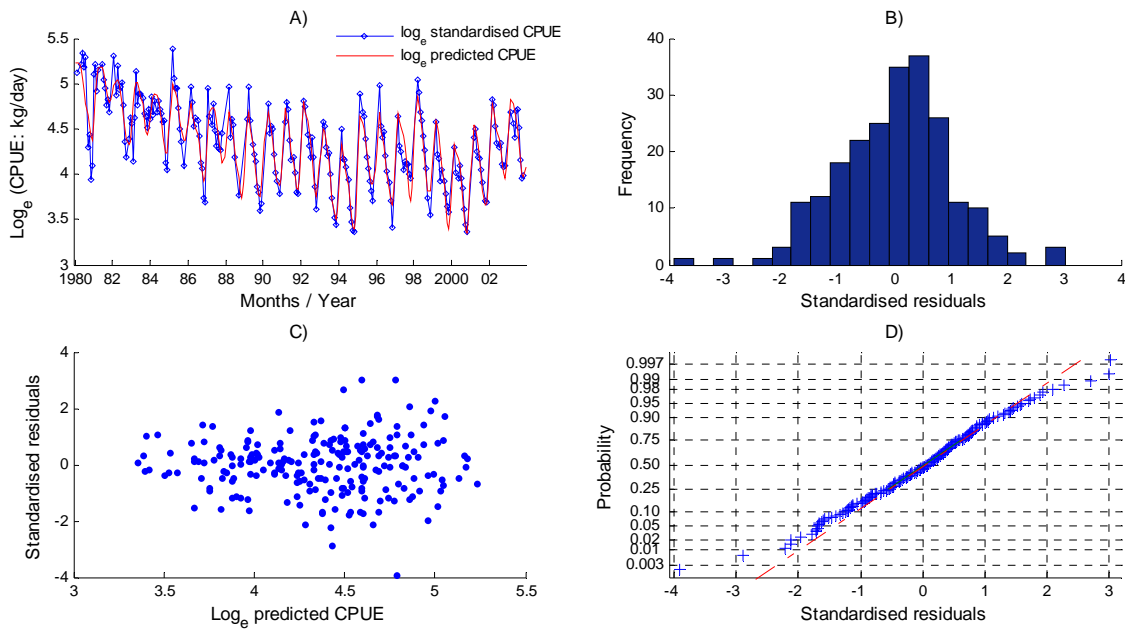 A)
log_e standardised CPUE
log_e predicted CPUE
5.5
5
4.5
4
3.5
3
1980 82 84 86 88 90 92 94 96 98 2000 02
Log_e (CPUE: kg/day)
Months / Year
B)
40
30
20
10
0
-4 -3 -2 -1 0 1 2 3 4
Frequency
Standardised residuals
C)
4
2
0
-2
-4
3 3.5 4 4.5 5 5.5
Standardised residuals
Log_e predicted CPUE
D)
0.997
0.99
0.98
0.95
0.90
0.75
0.50
0.25
0.10
0.05
0.02
0.01
0.003
-4 -3 -2 -1 0 1 2 3
Probability
Standardised residuals